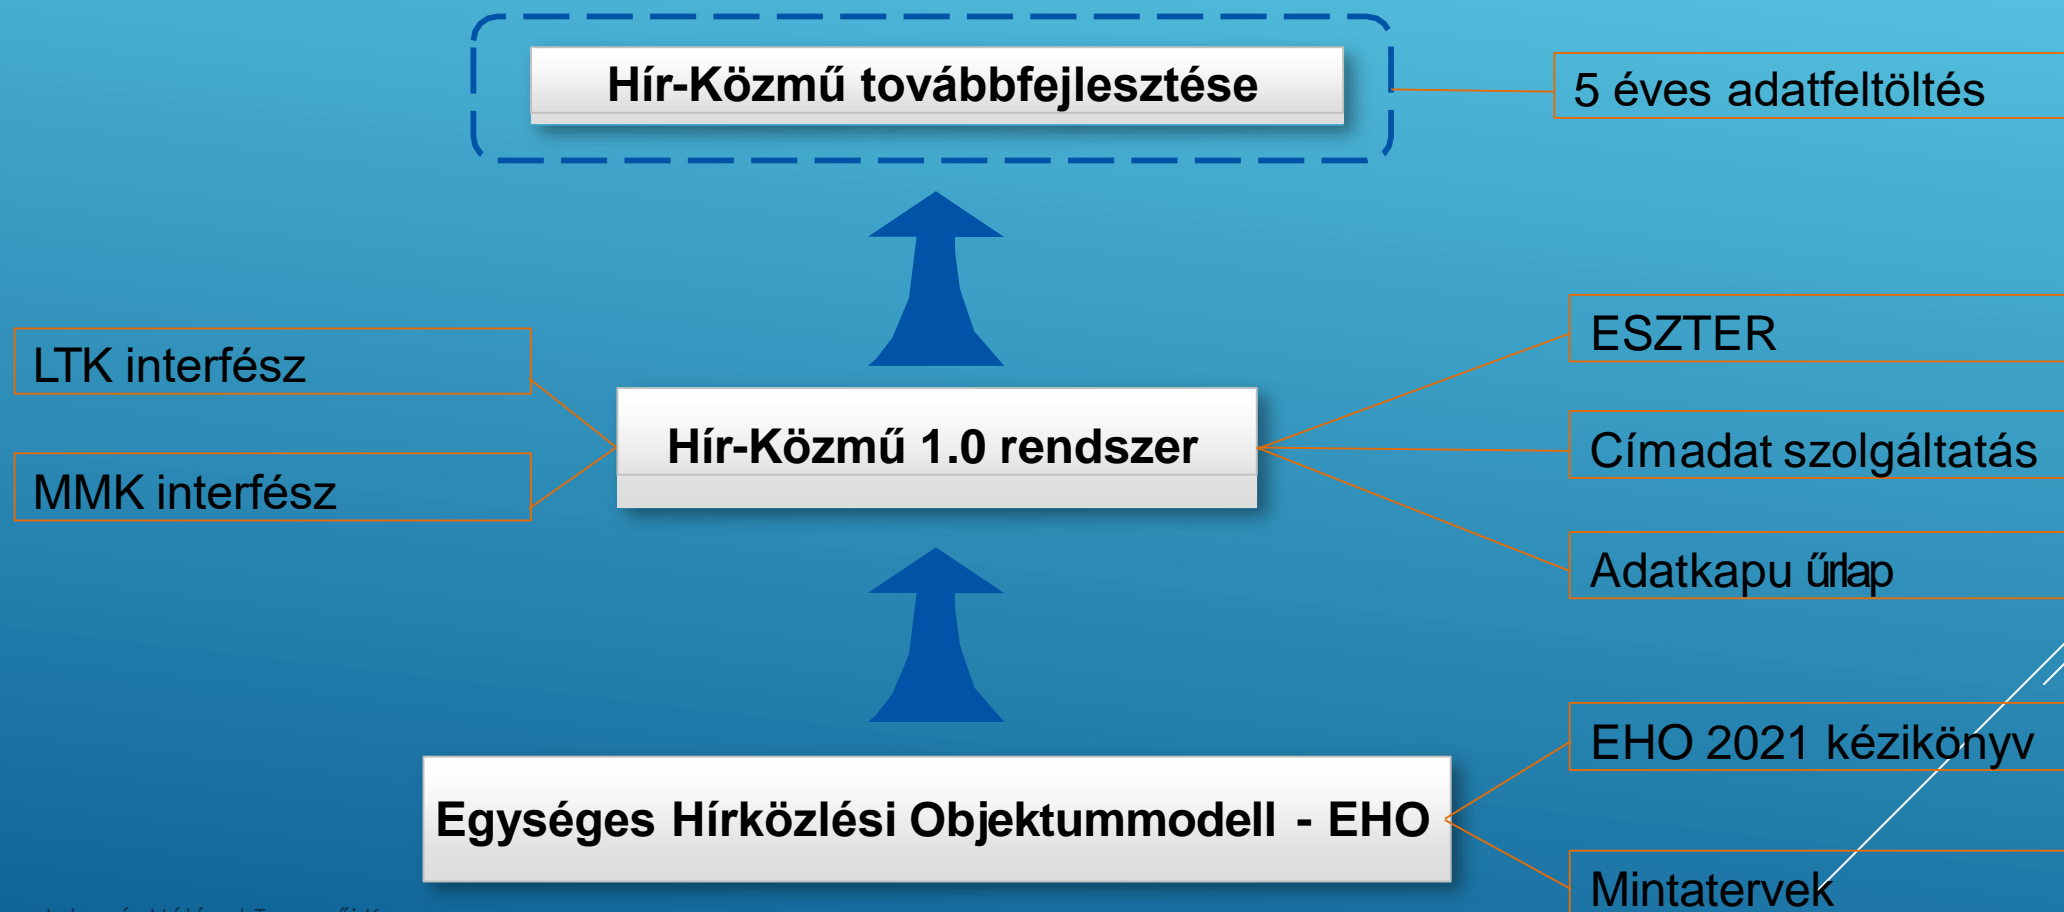 Hír-Közmű továbbfejlesztése
5 éves adatfeltöltés
LTK interfész
MMK interfész
Hír-Közmű 1.0 rendszer
ESZTER
Címadat szolgáltatás
Adatkapu űrlap
Egységes Hírközlési Objektummodell - EHO
EHO 2021 kézikönyv
Mintatervek